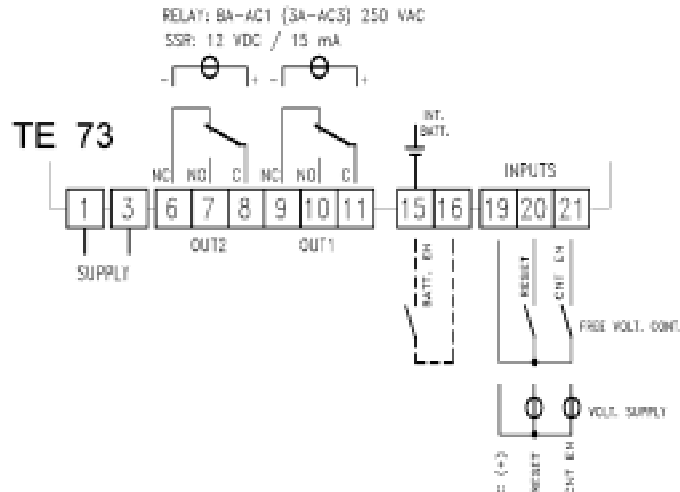 RELAY: 8A-AC1 (3A-AC3) 250 VAC
SSR: 12 VDC / 15 mA
- + - +
TE 73
INT.
BATT.
NC NO C NC NO C
INPUTS
1 3 6 7 8 9 10 11 15 16 19 20 21
OUT2 OUT1
SUPPLY
BATT. EN
RESET
CNT EN
FREE VOLT. CONT.
VOLT. SUPPLY
C (+)
RESET
CNT EN